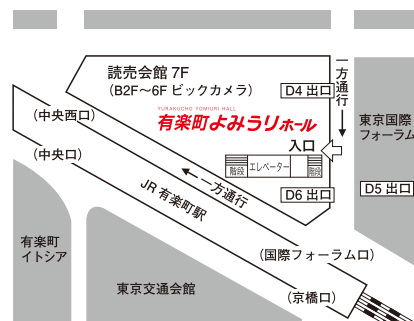 読売会館 7F
(B2F〜6F ビックカメラ)
YURAKUCHO YOMIURI HALL
有楽町よみうりホール
D4 出口
一方通行
東京国際
フォーラム
入口
階段
エレベーター
階段
D6 出口
D5 出口
(中央西口)
(中央口)
一方通行
JR 有楽町駅
(国際フォーラム口)
(京橋口)
有楽町
イトシア
東京交通会館